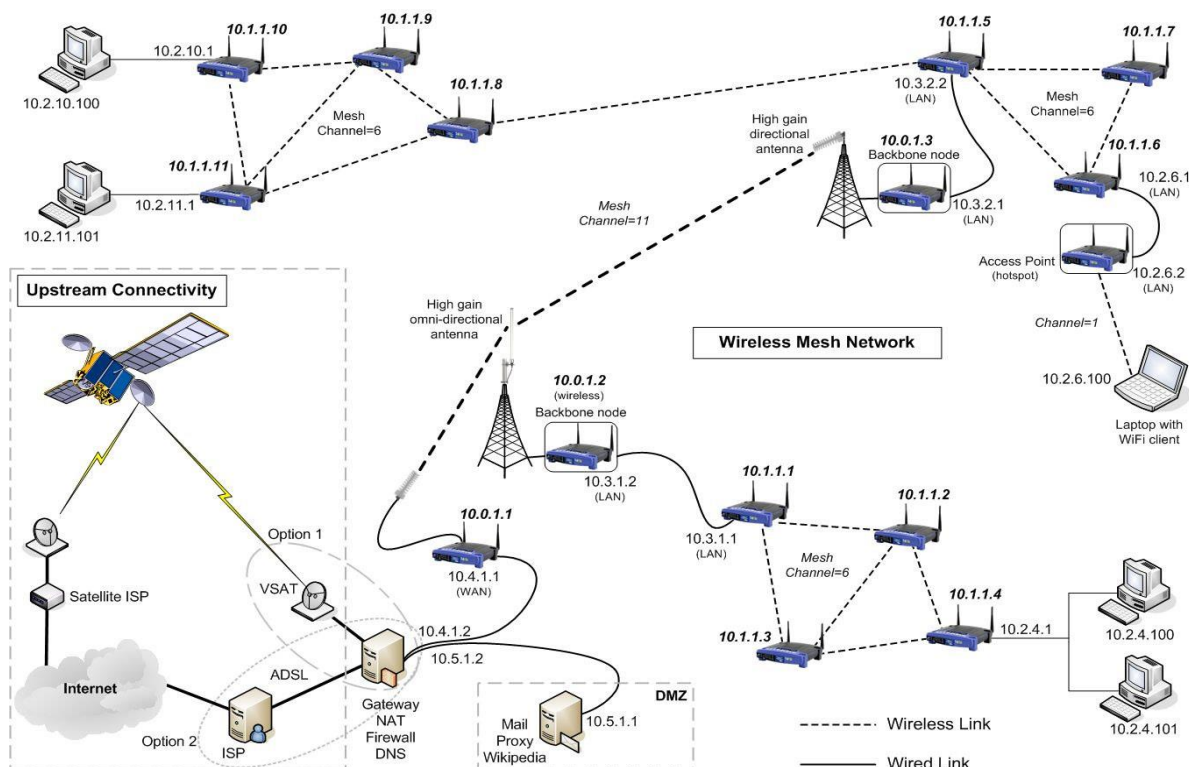 10.1.1.10
10.1.1.9
10.2.10.1
10.2.10.100
10.1.1.8
Mesh
Channel=6
10.1.1.11
10.2.11.1
10.2.11.101
10.1.1.5
10.1.1.7
10.3.2.2
(LAN)
Mesh
Channel=6
High gain
directional
antenna
10.0.1.3
Backbone node
10.3.2.1
(LAN)
10.1.1.6
10.2.6.1
(LAN)
Access Point
(hotspot)
10.2.6.2
(LAN)
Channel=1
10.2.6.100
Laptop with
WiFi client
Mesh
Channel=11
Upstream Connectivity
High gain
omni-directional
antenna
Wireless Mesh Network
10.0.1.2
(wireless)
Backbone node
10.3.1.2
(LAN)
10.1.1.1
10.3.1.1
(LAN)
10.1.1.2
Mesh
Channel=6
10.1.1.3
10.1.1.4
10.2.4.1
10.2.4.100
10.2.4.101
10.0.1.1
10.4.1.1
(WAN)
Option 1
VSAT
Satellite ISP
10.4.1.2
10.5.1.2
Internet
ADSL
Gateway
NAT
Firewall
DNS
Option 2
ISP
DMZ
Mail
Proxy
Wikipedia
10.5.1.1
Wireless Link
Wired Link